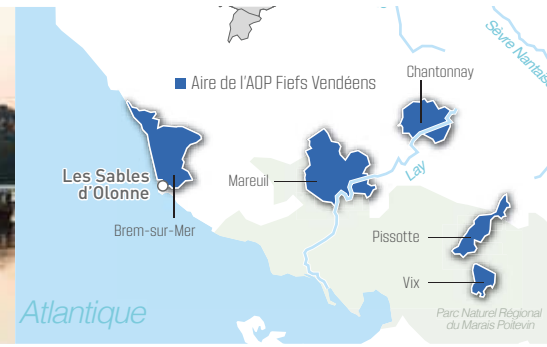 Sèvre Nantaise
Aire de l'AOP Fiefs Vendéens
Chantonnay
Lay
Les Sables
d'Olonne
Mareuil
Brem-sur-Mer
Pissotte
Vix
Atlantique
Parc Naturel Régional
du Marais Poitevin